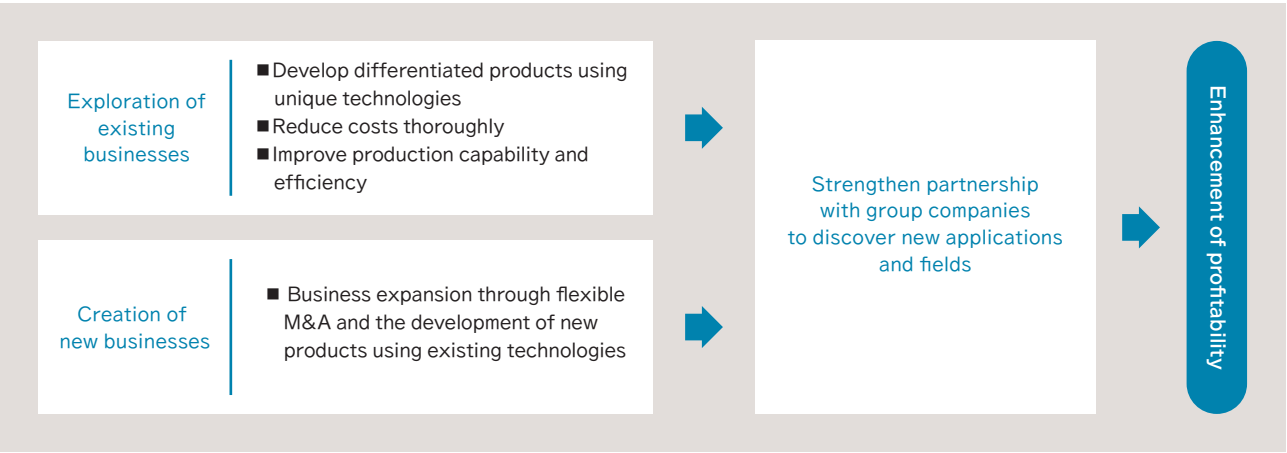 Exploration of
existing
businesses
■Develop differentiated products using
unique technologies
■Reduce costs thoroughly
■Improve production capability and
efficiency
Creation of
new businesses
■ Business expansion through flexible
M&A and the development of new
products using existing technologies
Strengthen partnership
with group companies
to discover new applications
and fields
Enhancement of profitability